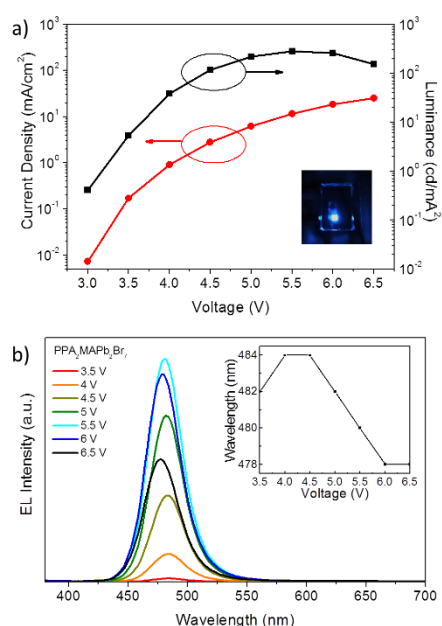 a)
Current Density (mA/cm²)
10³
10²
10¹
10⁰
10⁻¹
10⁻²
Luminance (cd/mA²)
10³
10²
10¹
10⁰
10⁻¹
10⁻²
3.0 3.5 4.0 4.5 5.0 5.5 6.0 6.5
Voltage (V)
b)
PPA₂MAPb₂Br₇
3.5 V
4 V
4.5 V
5 V
5.5 V
6 V
6.5 V
EL Intensity (a.u.)
Wavelength (nm)
484
482
480
478
3.5 4.0 4.5 5.0 5.5 6.0 6.5
Voltage (V)
400 450 500 550 600 650 700
Wavelength (nm)